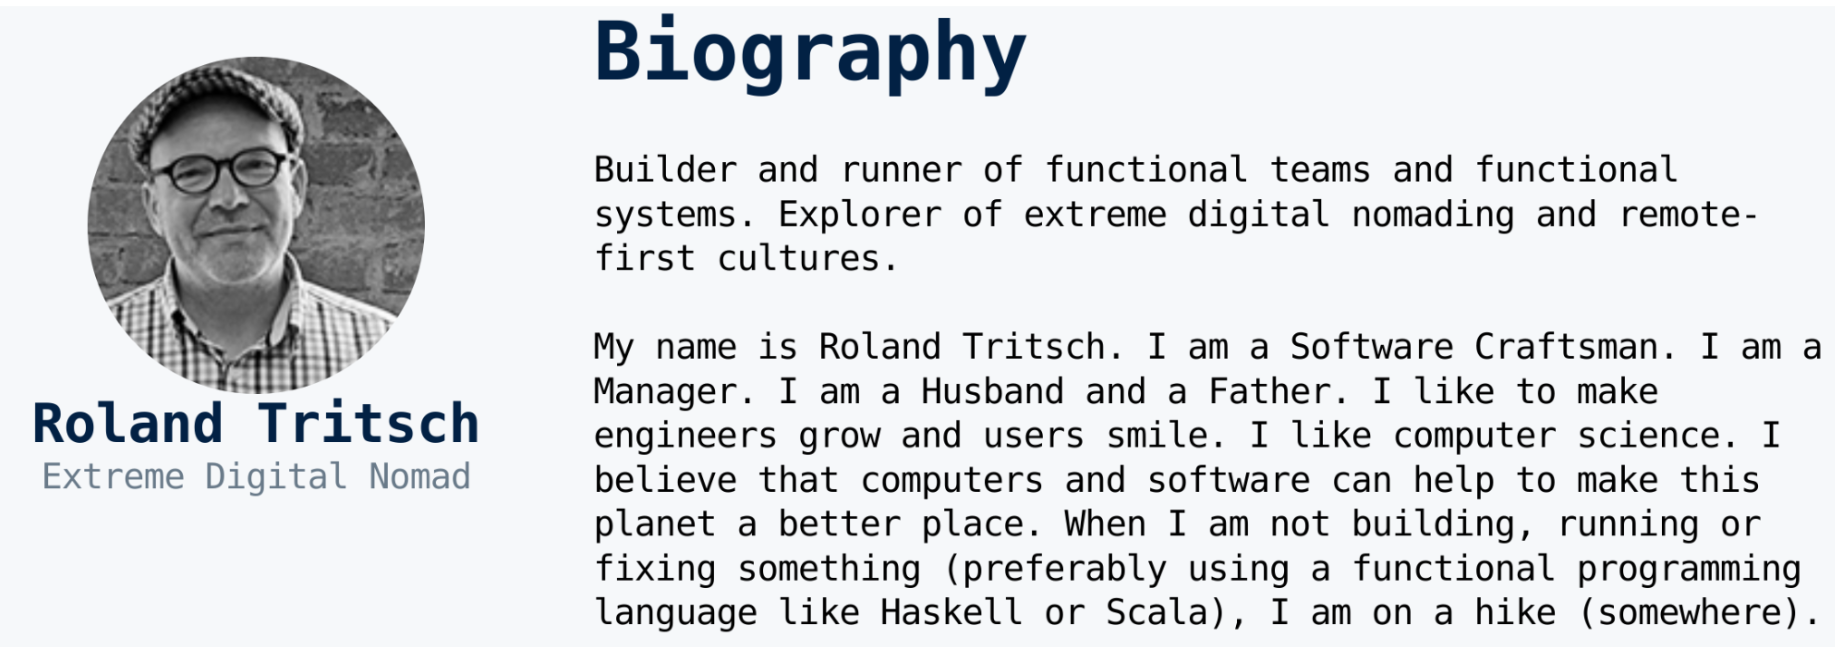 Biography
Builder and runner of functional teams and functional
systems. Explorer of extreme digital nomading and remote-
first cultures.
My name is Roland Tritsch. I am a Software Craftsman. I am a
Manager. I am a Husband and a Father. I like to make
engineers grow and users smile. I like computer science. I
believe that computers and software can help to make this
planet a better place. When I am not building, running or
fixing something (preferably using a functional programming
language like Haskell or Scala), I am on a hike (somewhere).
Roland Tritsch
Extreme Digital Nomad